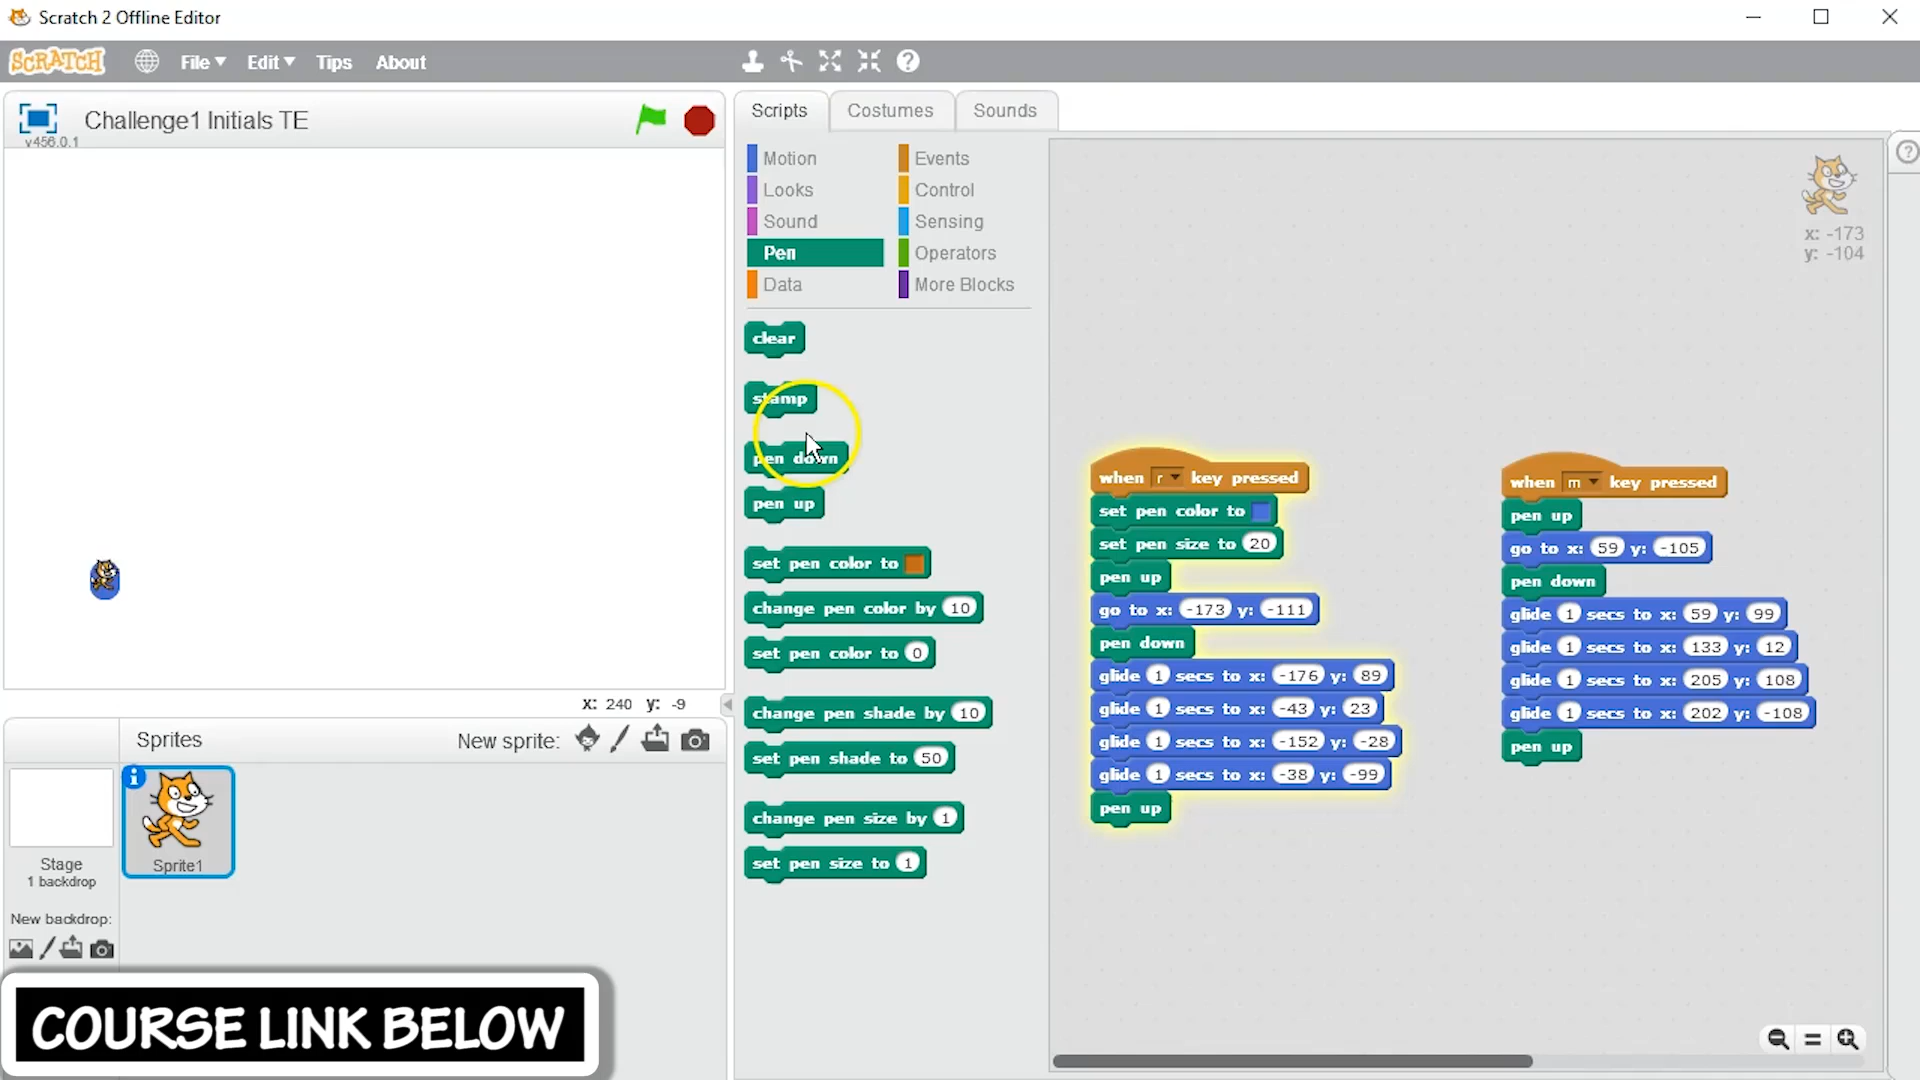 Scratch 2 Offline Editor
SCRATCH File Edit Tips About
Challenge1 Initials TE
v456.0.1
Scripts Costumes Sounds
Motion Events
Looks Control
Sound Sensing
Pen Operators
Data More Blocks
clear
stamp
pen down
pen up
set pen color to
change pen color by 10
set pen color to 0
change pen shade by 10
set pen shade to 50
change pen size by 1
set pen size to 1
when r key pressed
set pen color to
set pen size to 20
pen up
go to x: -173 y: -111
pen down
glide 1 secs to x: -176 y: 89
glide 1 secs to x: -43 y: 23
glide 1 secs to x: -152 y: -28
glide 1 secs to x: -38 y: -99
pen up
when m key pressed
pen up
go to x: 59 y: -105
pen down
glide 1 secs to x: 59 y: 99
glide 1 secs to x: 133 y: 12
glide 1 secs to x: 205 y: 108
glide 1 secs to x: 202 y: -108
pen up
x: -173
y: -104
x: 240 y: -9
Sprites New sprite:
Sprite1
Stage
1 backdrop
New backdrop:
COURSE LINK BELOW